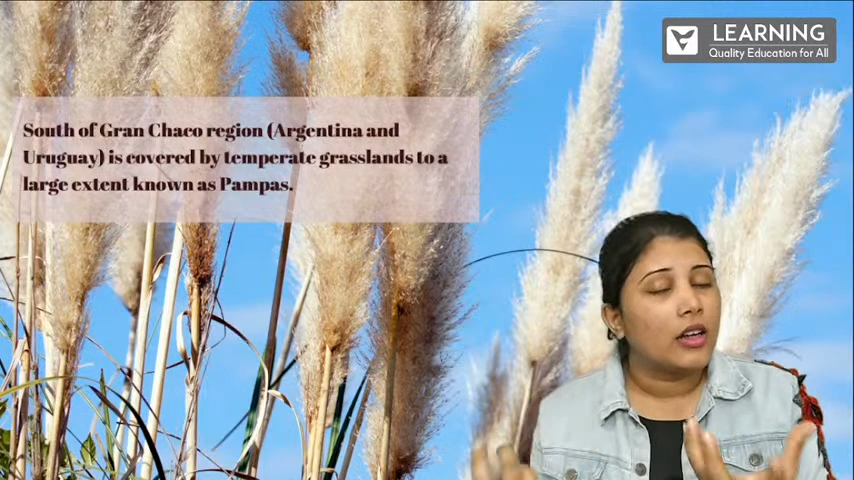 LEARNING
Quality Education for All
South of Gran Chaco region (Argentina and
Uruguay) is covered by temperate grasslands to a
large extent known as Pampas.